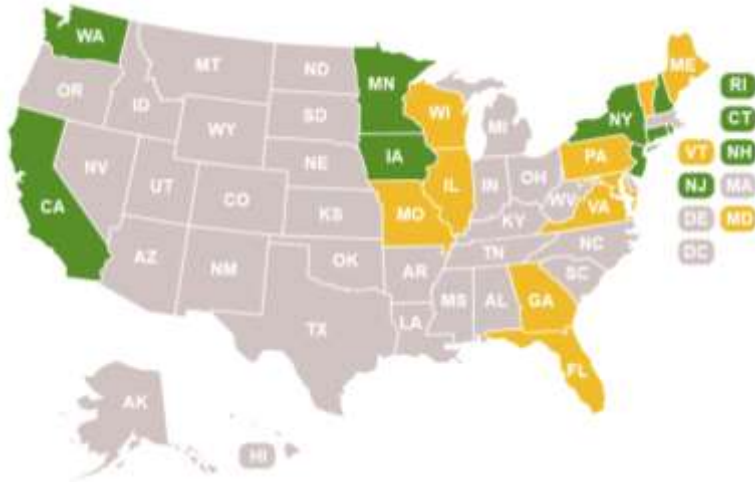 WA
MT
ND
MN
ME
OR
ID
SD
WI
NY
RI
WY
MI
CT
IA
PA
VT
NH
NE
NV
IL
IN
OH
NJ
MA
UT
CO
WV
VA
CA
KS
MO
KY
DE
MD
NC
TN
DC
AZ
NM
OK
AR
SC
MS
AL
GA
LA
TX
FL
AK
HI